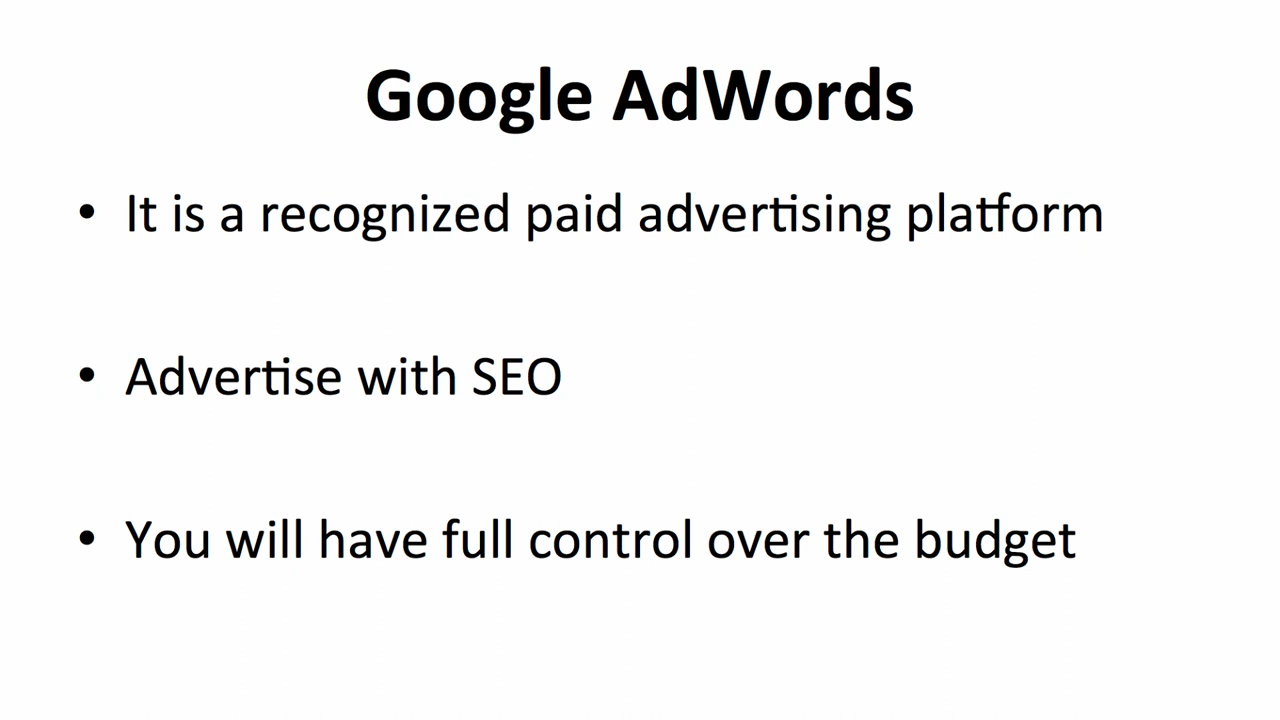 Google AdWords
• It is a recognized paid advertising platform
• Advertise with SEO
• You will have full control over the budget